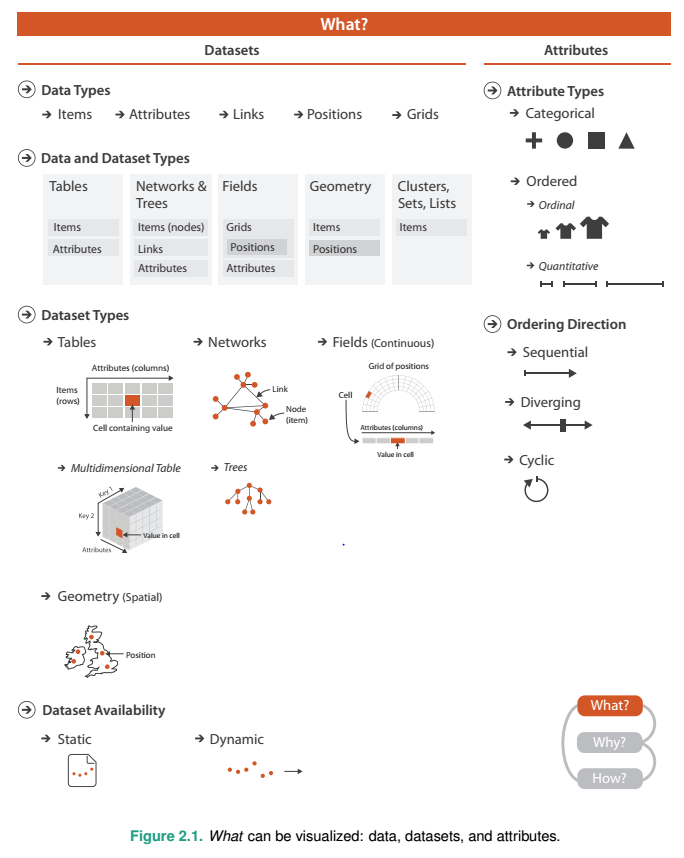 What?
Datasets
Attributes
Data Types
Items
Attributes
Links
Positions
Grids
Data and Dataset Types
Tables
Items
Attributes
Networks &
Trees
Items (nodes)
Links
Attributes
Fields
Grids
Positions
Attributes
Geometry
Items
Positions
Clusters,
Sets, Lists
Items
Dataset Types
Tables
Attributes (columns)
Items
(rows)
Cell containing value
Networks
Link
Node
(item)
Fields (Continuous)
Grid of positions
Cell
Attributes (columns)
Value in cell
Multidimensional Table
Key 1
Key 2
Value in cell
Attributes
Trees
Geometry (Spatial)
Position
Dataset Availability
Static
Dynamic
Attribute Types
Categorical
Ordered
Ordinal
Quantitative
Ordering Direction
Sequential
Diverging
Cyclic
What?
Why?
How?
Figure 2.1. What can be visualized: data, datasets, and attributes.